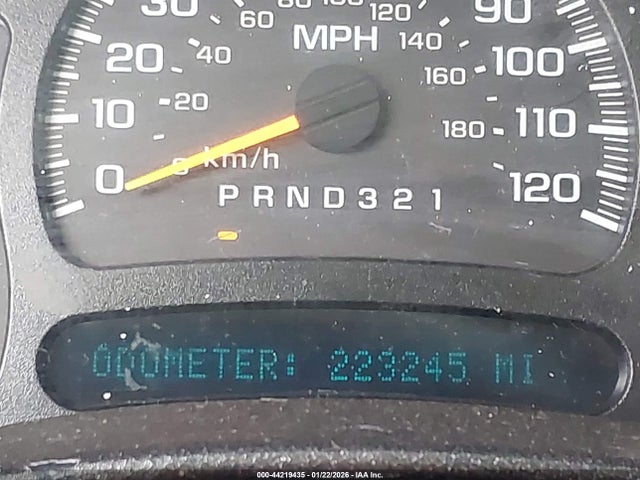 30 60 80 100 120 90
20 40 MPH 140 100
10 20 160
180 110
0 km/h 120
PRND321
ODOMETER: 223245 MI
000-44219435 - 01/22/2026 - IAA Inc.